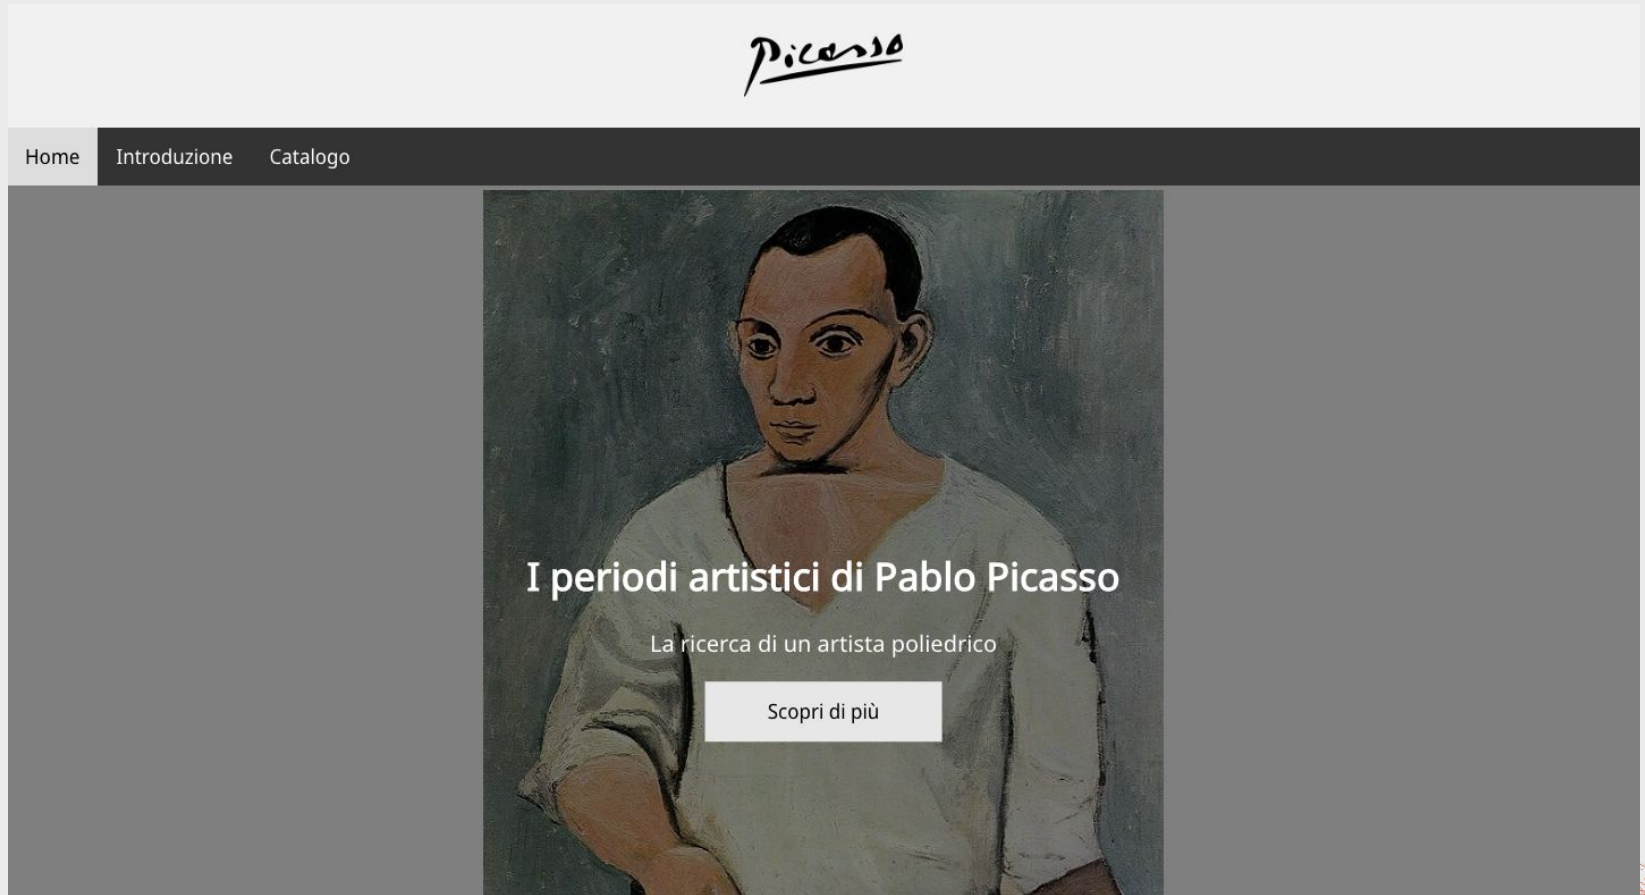 Picasso
Home
Introduzione
Catalogo
I periodi artistici di Pablo Picasso
La ricerca di un artista poliedrico
Scopri di più